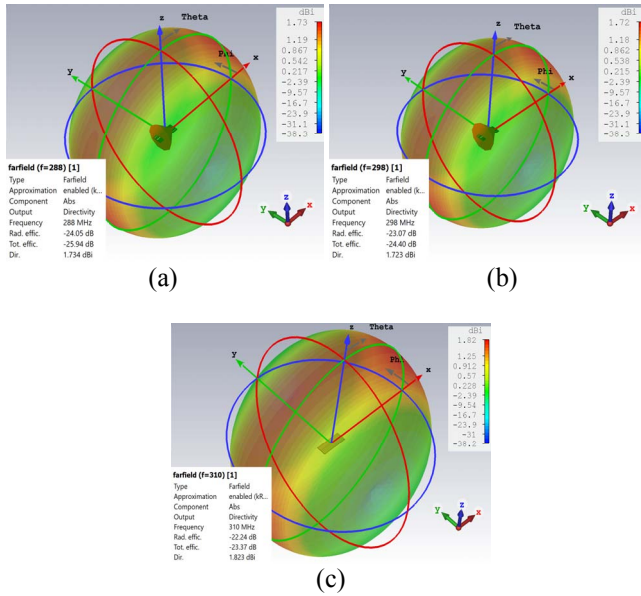 dBi
1.73
1.18
0.867
0.542
0.217
-2.39
-9.57
-16.7
-23.9
-31.1
-38.3
z
Theta
Phi
x
y
farfield (f=288) [1]
Type Farfield
Approximation enabled (k...
Component Abs
Output Directivity
Frequency 288 MHz
Rad. effic. -24.05 dB
Tot. effic. -25.94 dB
Dir. 1.734 dBi
y z x
(a)
dBi
1.72
1.19
0.862
0.538
0.215
-2.39
-9.57
-16.7
-23.9
-31.1
-38.3
z
Theta
Phi
x
y
farfield (f=298) [1]
Type Farfield
Approximation enabled (k...
Component Abs
Output Directivity
Frequency 298 MHz
Rad. effic. -23.07 dB
Tot. effic. -24.40 dB
Dir. 1.723 dBi
y z x
(b)
dBi
1.82
1.25
0.912
0.57
0.228
-2.39
-9.54
-16.7
-23.9
-31
-38.2
z
Theta
Phi
x
y
farfield (f=310) [1]
Type Farfield
Approximation enabled (kR...
Component Abs
Output Directivity
Frequency 310 MHz
Rad. effic. -22.24 dB
Tot. effic. -23.37 dB
Dir. 1.823 dBi
y z x
(c)